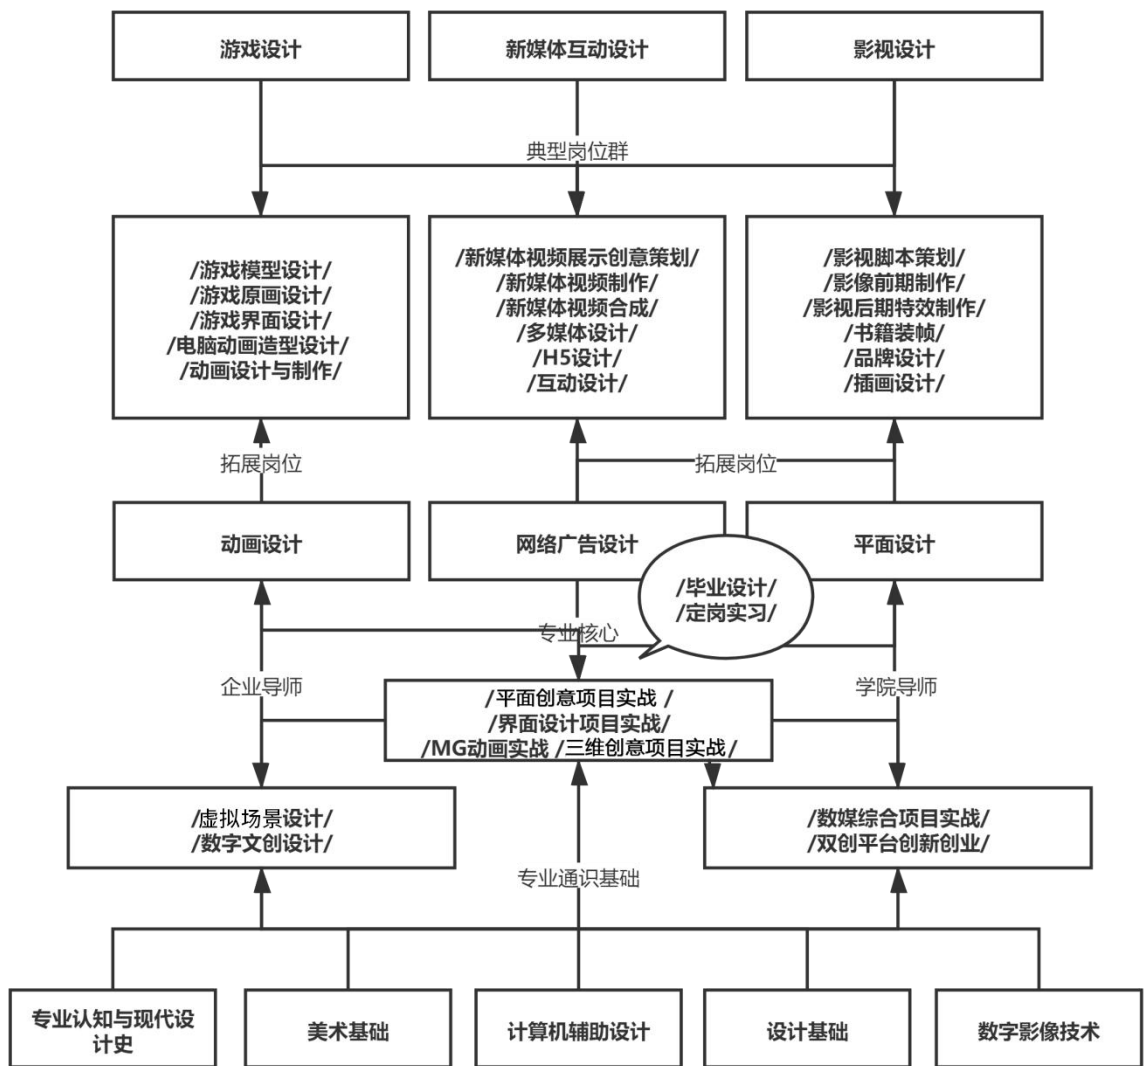 游戏设计
新媒体互动设计
影视设计
典型岗位群
/游戏模型设计/
/游戏原画设计/
/游戏界面设计/
/电脑动画造型设计/
/动画设计与制作/
/新媒体视频展示创意策划/
/新媒体视频制作/
/新媒体视频合成/
/多媒体设计/
/H5设计/
/互动设计/
/影视脚本策划/
/影像前期制作/
/影视后期特效制作/
/书籍装帧/
/品牌设计/
/插画设计/
拓展岗位
拓展岗位
动画设计
网络广告设计
平面设计
/毕业设计/
/定岗实习/
专业核心
企业导师
学院导师
/平面创意项目实战 /
/界面设计项目实战/
/MG动画实战 /三维创意项目实战/
/虚拟场景设计/
/数字文创设计/
/数媒综合项目实战/
/双创平台创新创业/
专业通识基础
专业认知与现代设
计史
美术基础
计算机辅助设计
设计基础
数字影像技术